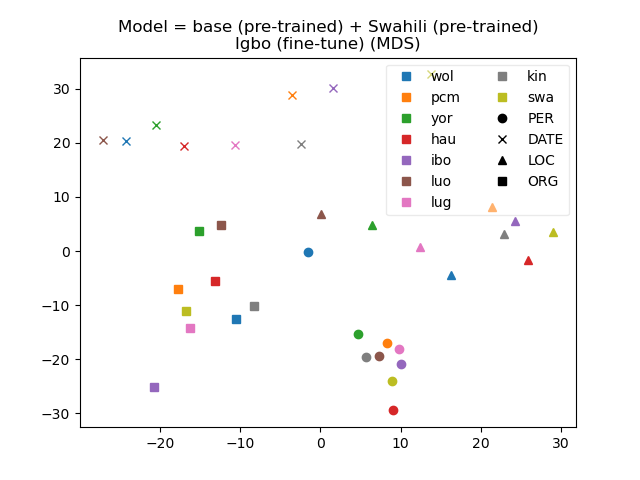 Model = base (pre-trained) + Swahili (pre-trained)
Igbo (fine-tune) (MDS)
30
20
10
0
−10
−20
−30
−20
−10
0
10
20
30
wol
pcm
yor
hau
ibo
luo
lug
kin
swa
PER
DATE
LOC
ORG